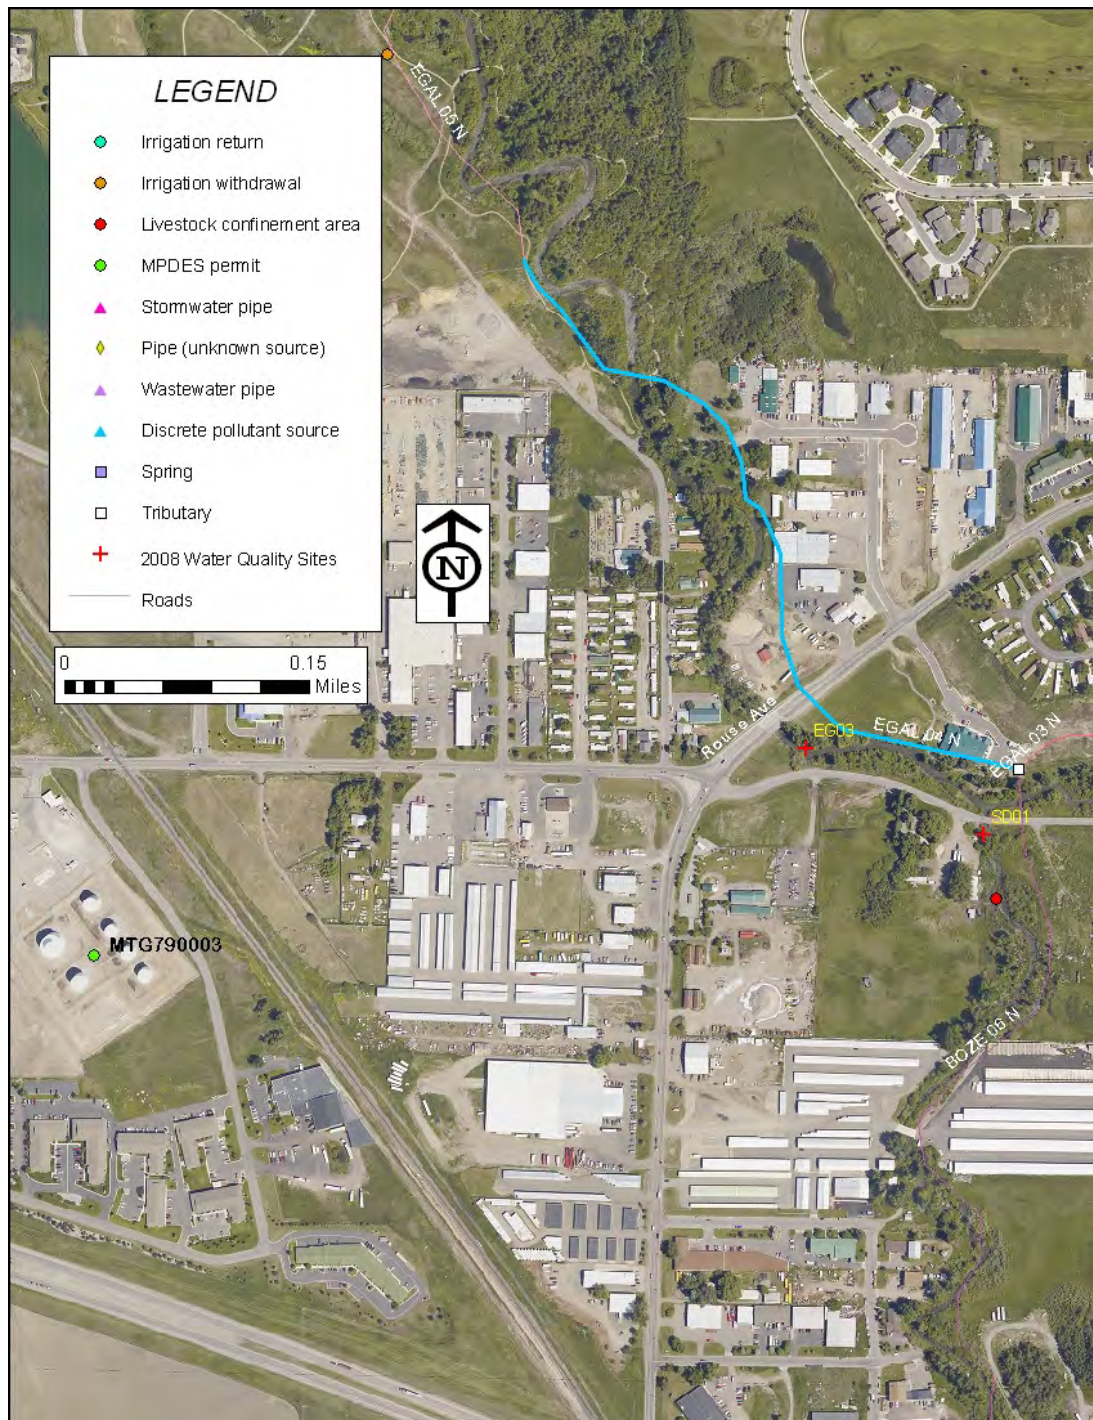 LEGEND
Irrigation return
Irrigation withdrawal
Livestock confinement area
MPDES permit
Stormwater pipe
Pipe (unknown source)
Wastewater pipe
Discrete pollutant source
Spring
Tributary
2008 Water Quality Sites
Roads
N
0 0.15
Miles
EGAL 05 N
Rouse Ave
EG03
EGAL 04 N
EGAL 03 N
SD01
MTG790003
BOZE 06 N